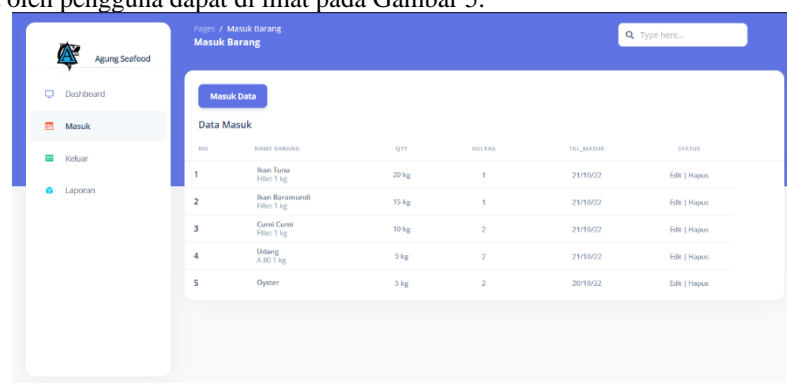 oleh pengguna dapat di lihat pada Gambar 5.
Agung Seafood
Dashboard
Masuk
Keluar
Laporan
Pages / Masuk Barang
Masuk Barang
Type here...
Masuk Data
Data Masuk
NO NAME BARANG QTY KULKAS TGL_MASUK STATUS
1 Ikan Tuna 20 kg 1 21/10/22 Edit | Hapus
Fillet 1 kg
2 Ikan Baramundi 15 kg 1 21/10/22 Edit | Hapus
Fillet 1 kg
3 Cumi Cumi 10 kg 2 21/10/22 Edit | Hapus
Fillet 1 kg
4 Udang 5 kg 2 21/10/22 Edit | Hapus
A 80 1 kg
5 Oyster 5 kg 2 20/10/22 Edit | Hapus